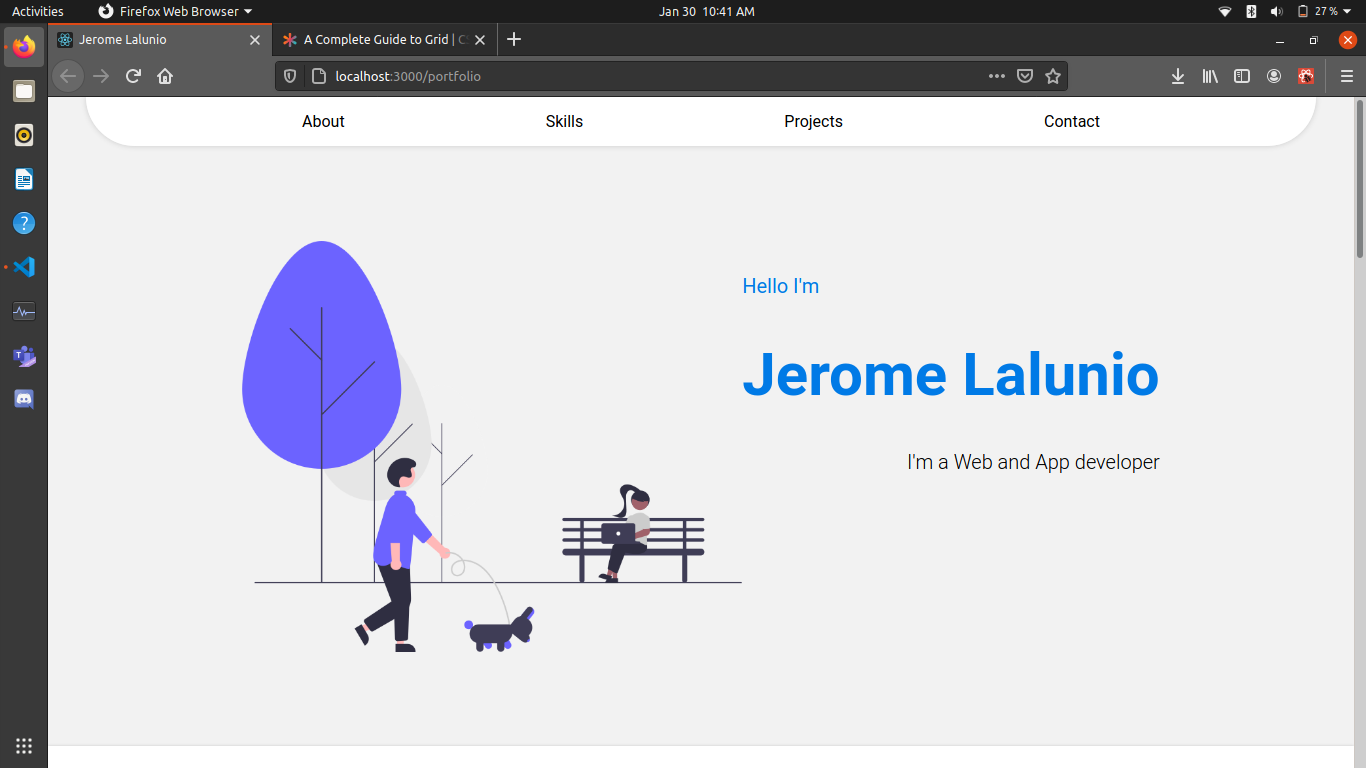 Activities Firefox Web Browser Jan 30 10:41 AM 27 %
Jerome Lalunio A Complete Guide to Grid | C
localhost:3000/portfolio
About Skills Projects Contact
Hello I'm
Jerome Lalunio
I'm a Web and App developer